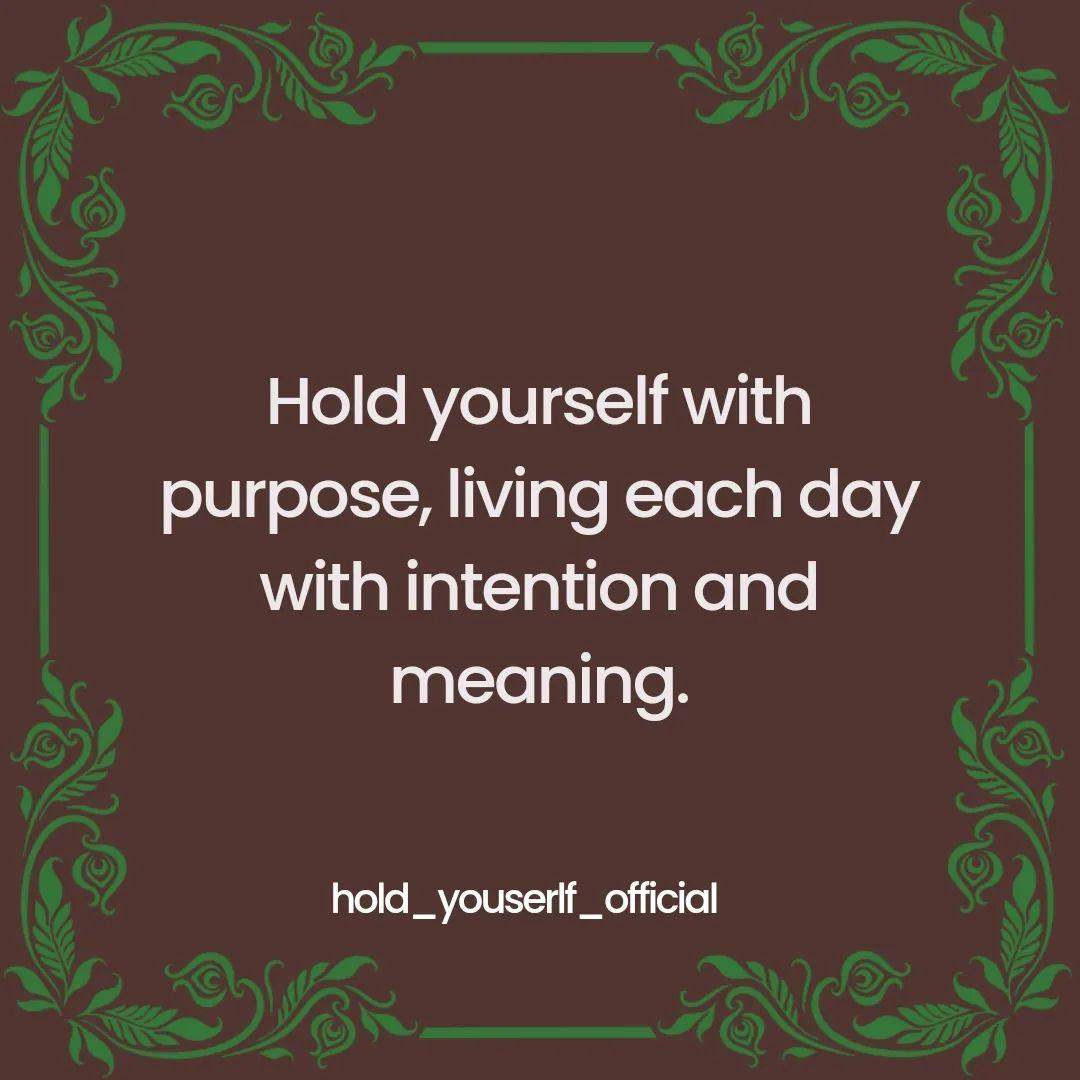 Hold yourself with
purpose, living each day
with intention and
meaning.
hold_youserlf_official